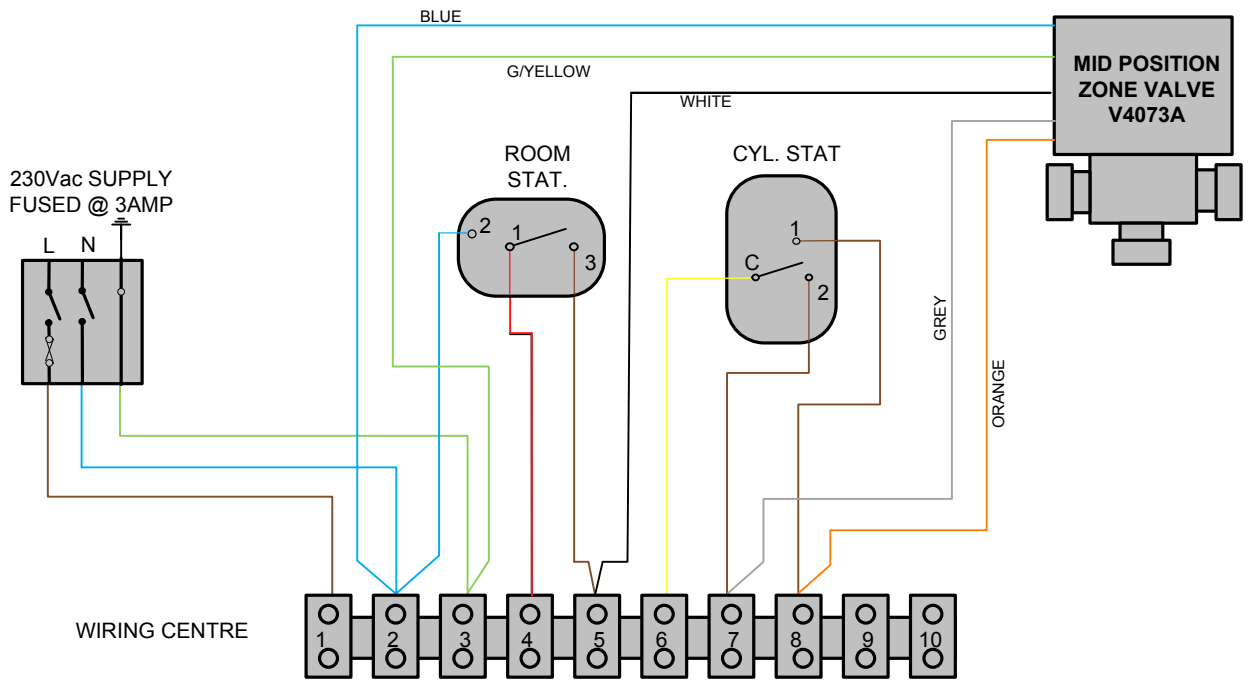 BLUE
G/YELLOW
WHITE
MID POSITION
ZONE VALVE
V4073A
ROOM
STAT.
CYL. STAT
230Vac SUPPLY
FUSED @ 3AMP
L N
2 1 3
1 C 2
GREY
ORANGE
WIRING CENTRE
1 2 3 4 5 6 7 8 9 10